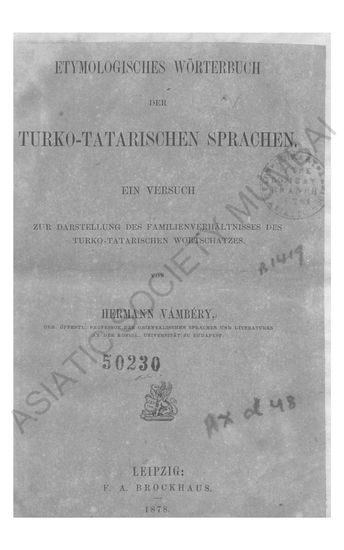 ETYMOLOGISCHES WÖRTERBUCH
DER
TURKO-TATARISCHEN SPRACHEN.
EIN VERSUCH
ZUR DARSTELLUNG DES FAMILIENVERHÄLTNISSES DES
TURKO-TATARISCHEN WORTSCHATZES.
VON
HERMANN VÁMBÉRY,
ORD. ÖFFENTL. PROFESSOR DER ORIENTALISCHEN SPRACHEN UND LITERATUREN
AN DER KÖNIGL. UNIVERSITÄT ZU BUDAPEST.
50230
LEIPZIG:
F. A. BROCKHAUS.
1878.
ASIATIC SOCIETY MUMBAI
BOMBAY
BRANCH